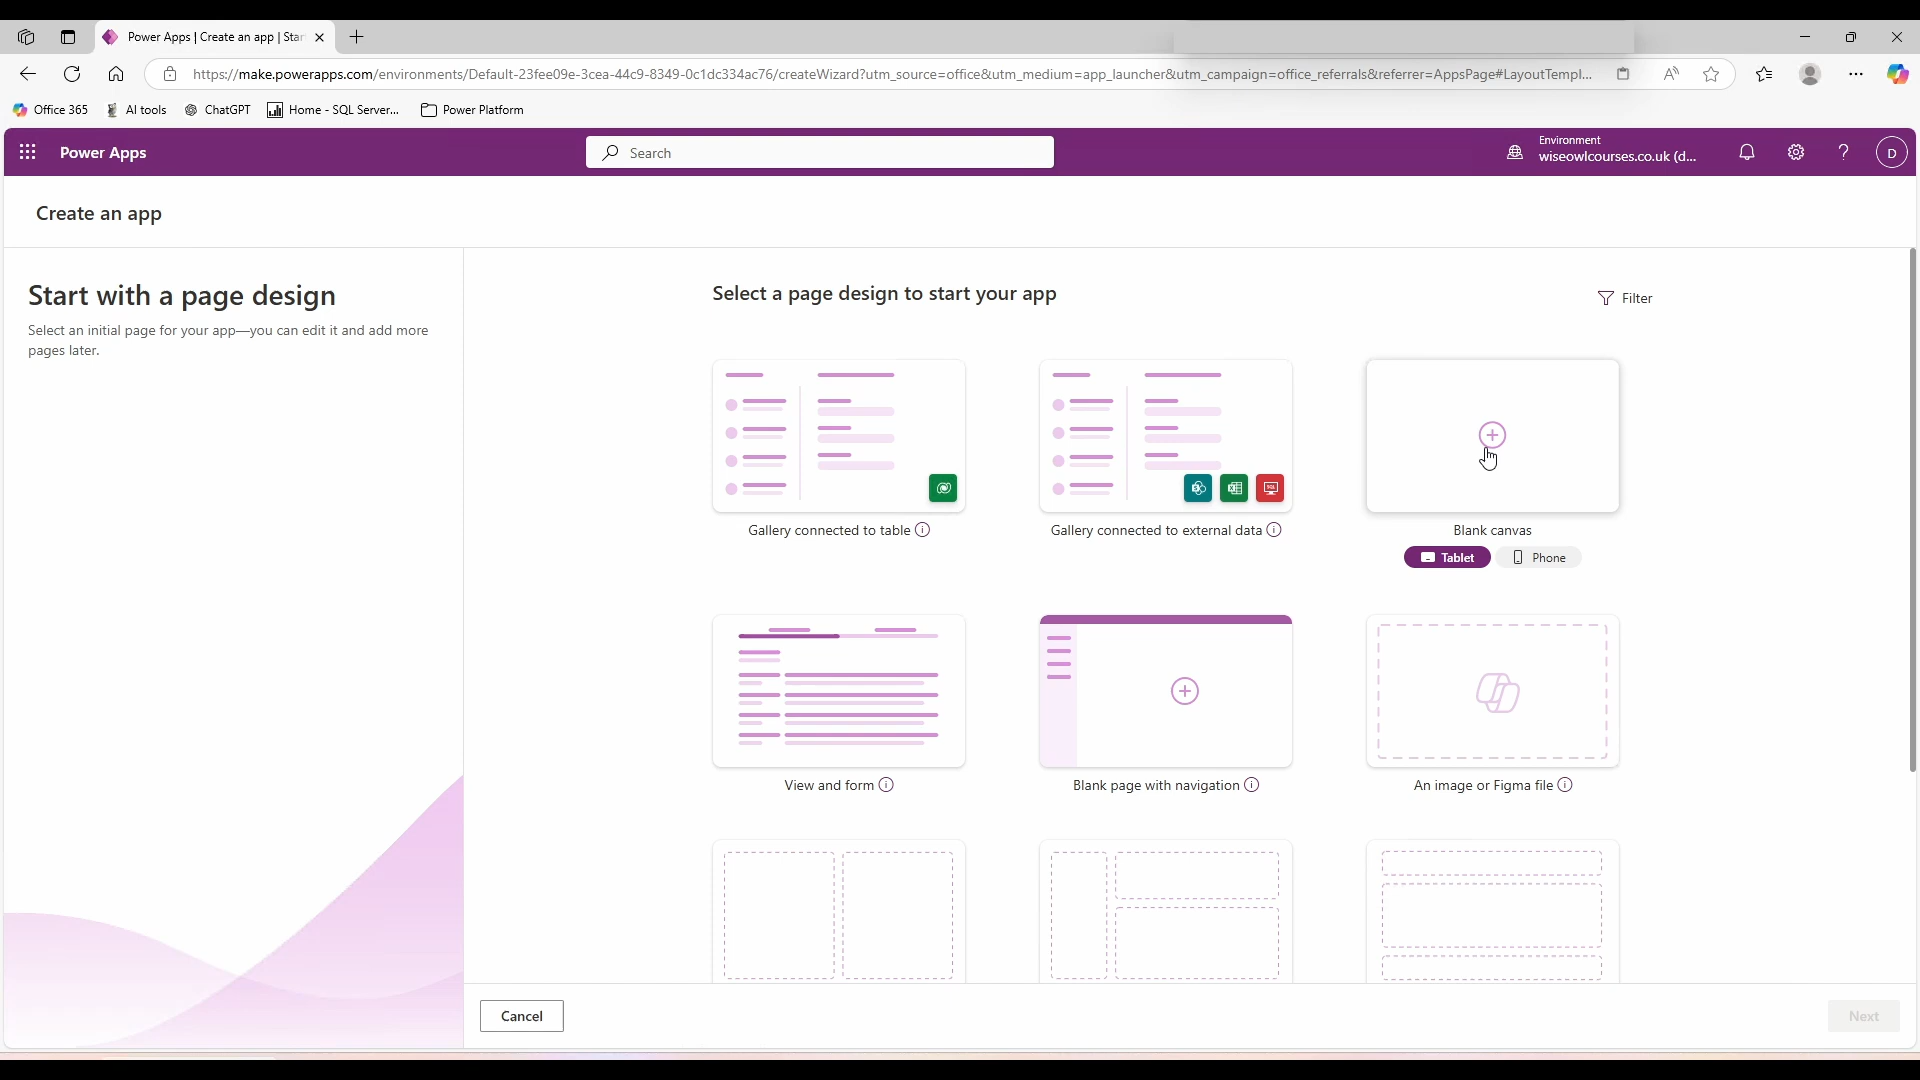 Power Apps | Create an app | Star
https://make.powerapps.com/environments/Default-23fee09e-3cea-44c9-8349-0c1dc334ac76/createWizard?utm_source=office&utm_medium=app_launcher&utm_campaign=office_referrals&referrer=AppsPage#LayoutTempl...
Office 365
AI tools
ChatGPT
Home - SQL Server...
Power Platform
Power Apps
Search
Environment
wiseowlcourses.co.uk (d...
D
Create an app
Start with a page design
Select an initial page for your app—you can edit it and add more
pages later.
Select a page design to start your app
Filter
Gallery connected to table
Gallery connected to external data
Blank canvas
Tablet
Phone
View and form
Blank page with navigation
An image or Figma file
Cancel
Next